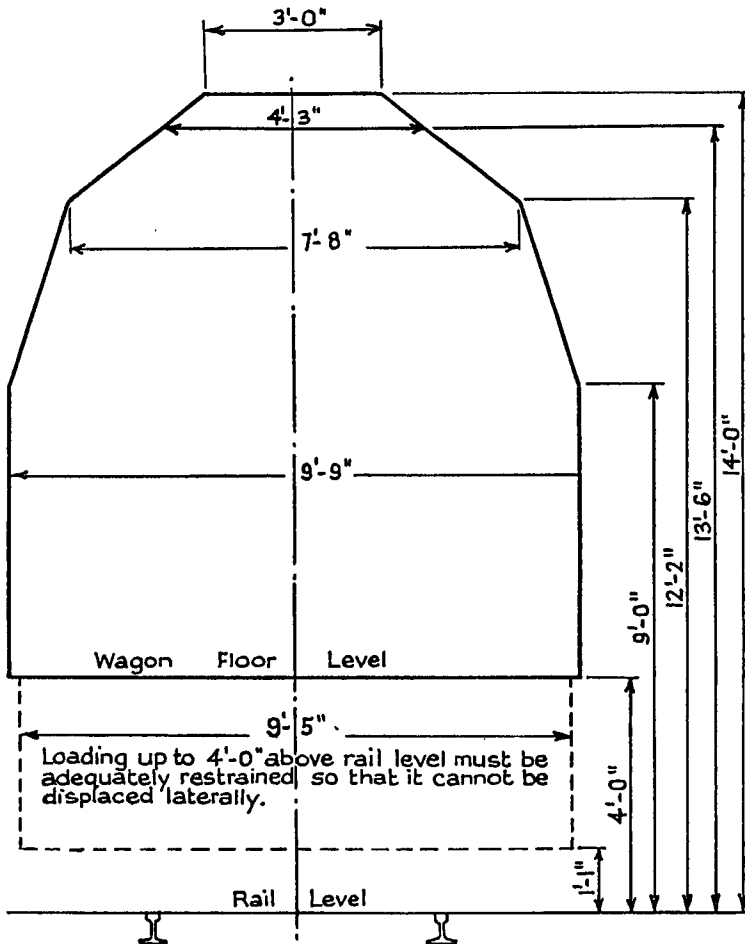 3'-0"
4'-3"
7'-8"
9'-9"
14'-0"
13'-6"
12'-2"
9'-0"
Wagon Floor Level
9'-5"
Loading up to 4'-0" above rail level must be
adequately restrained so that it cannot be
displaced laterally.
4'-0"
1'-1"
Rail Level